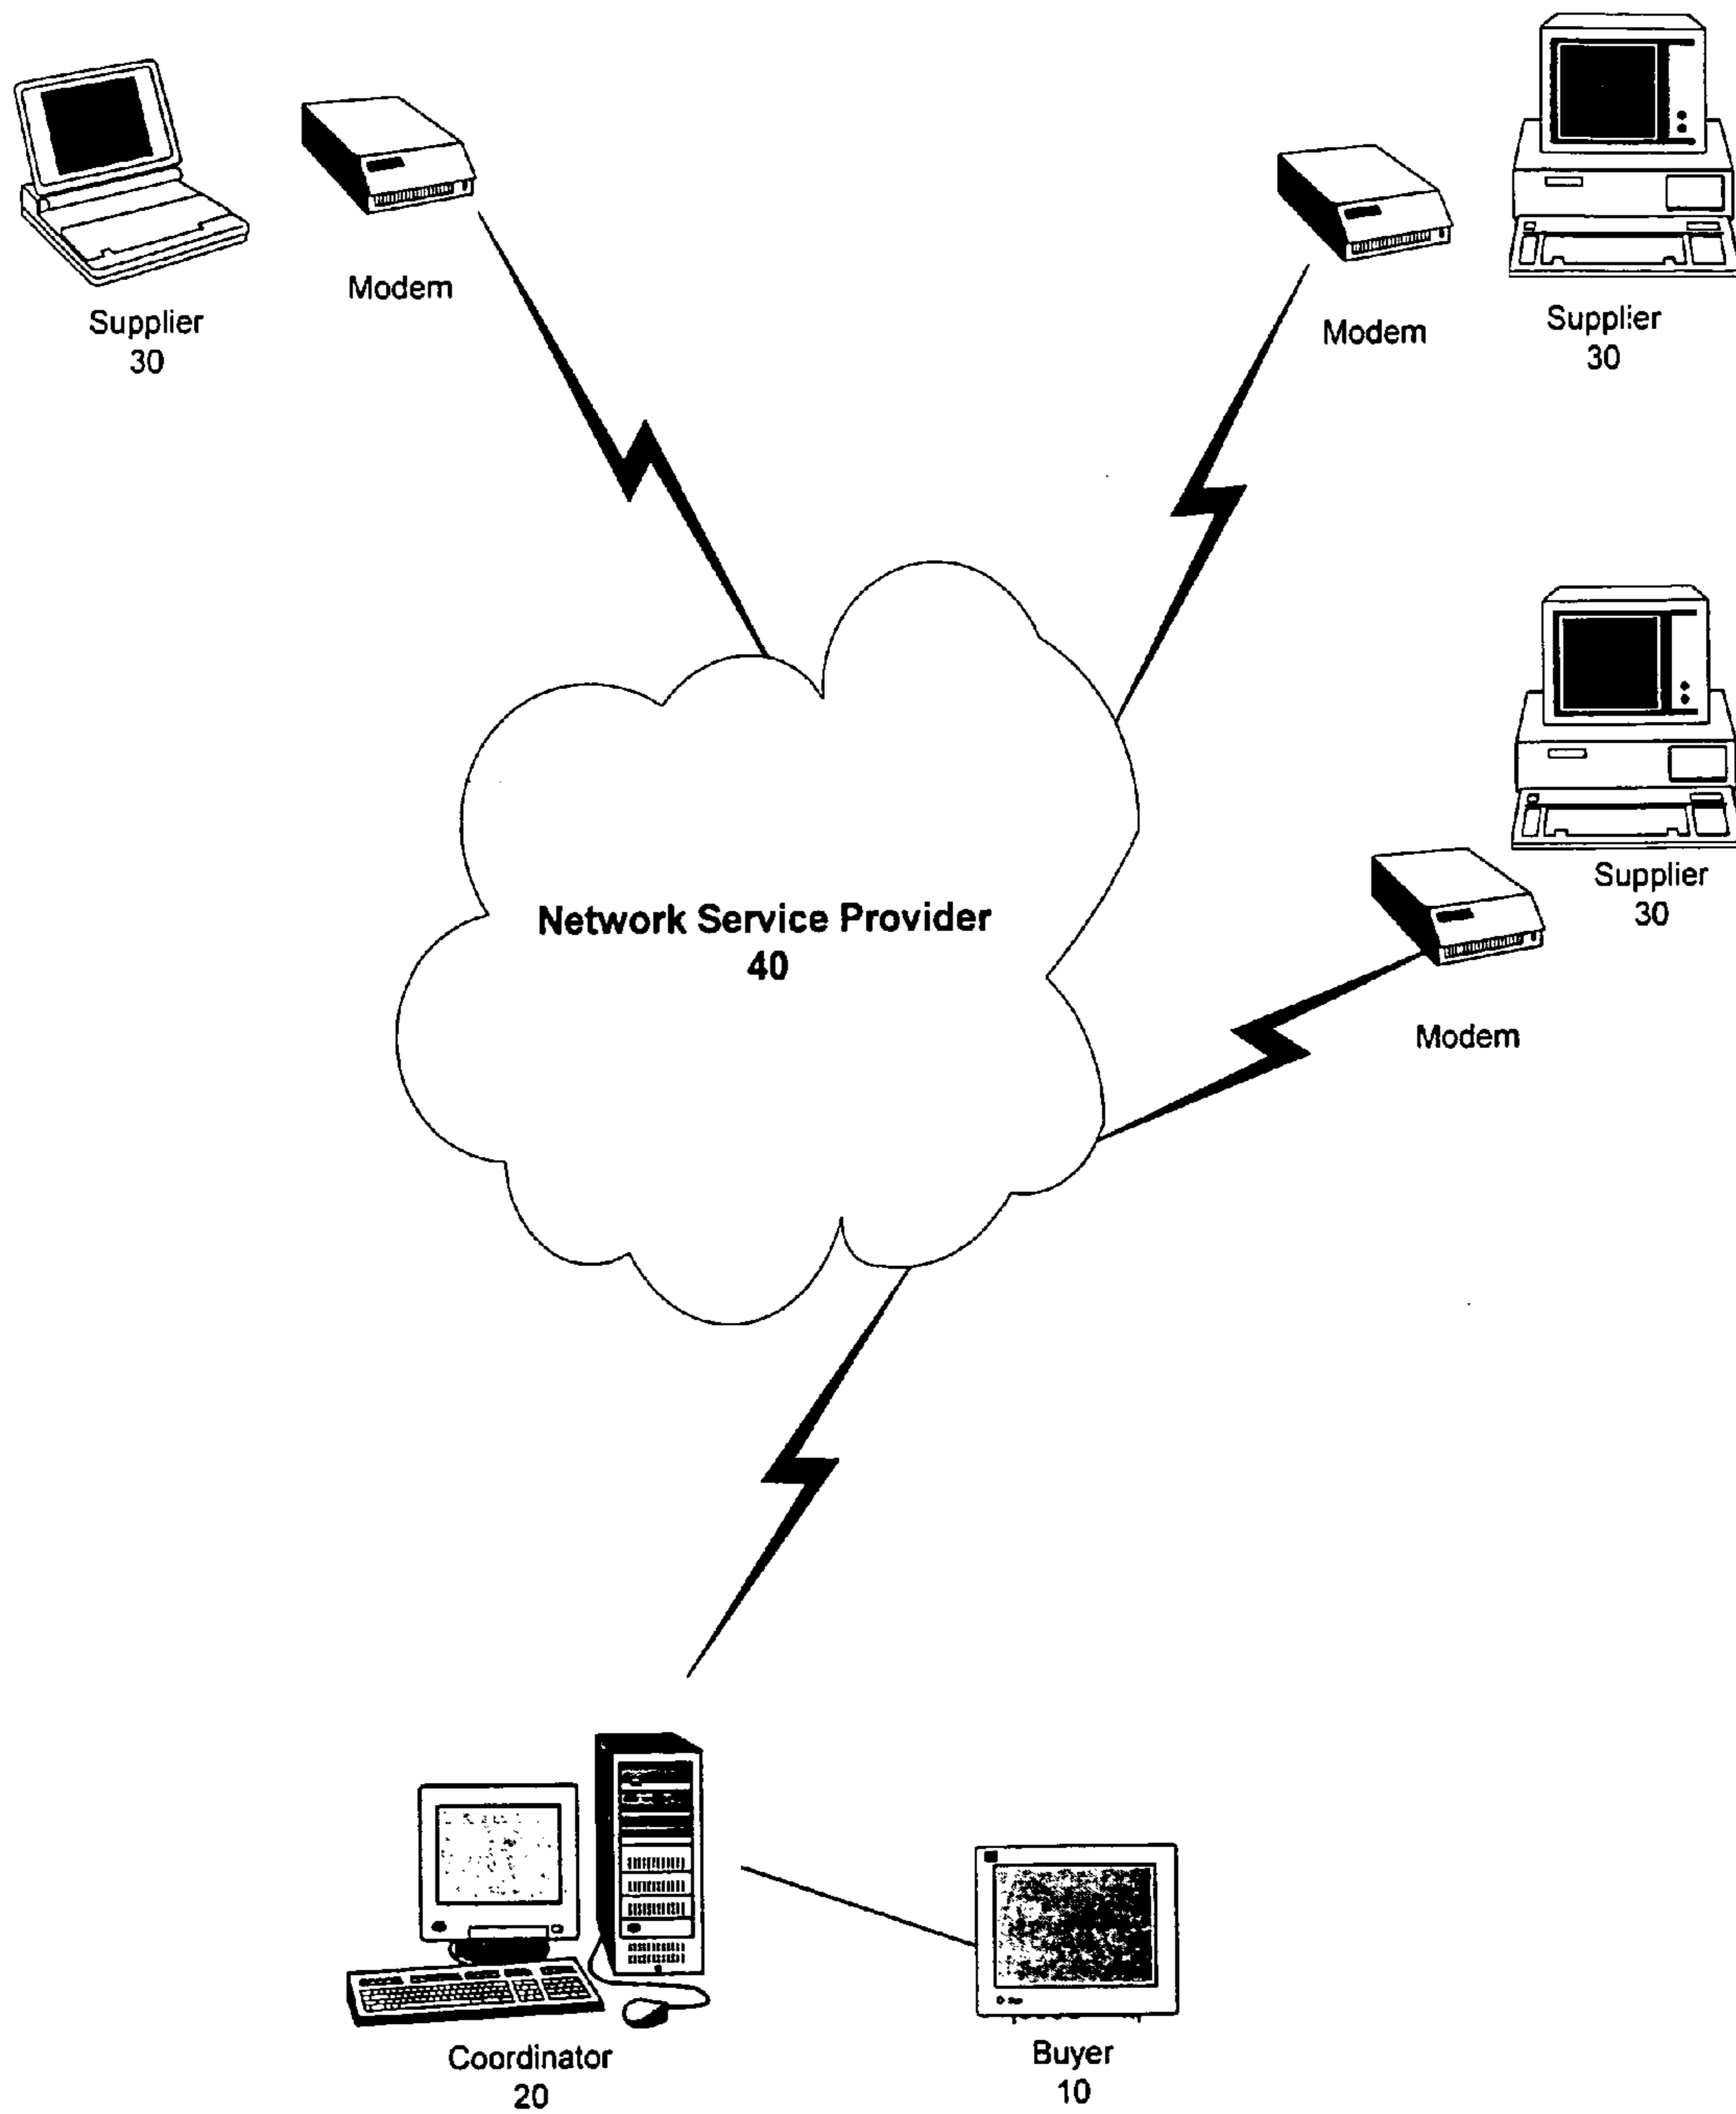 Modem
Supplier
30
Modem
Supplier
30
Network Service Provider
40
Supplier
30
Modem
Coordinator
20
Buyer
10